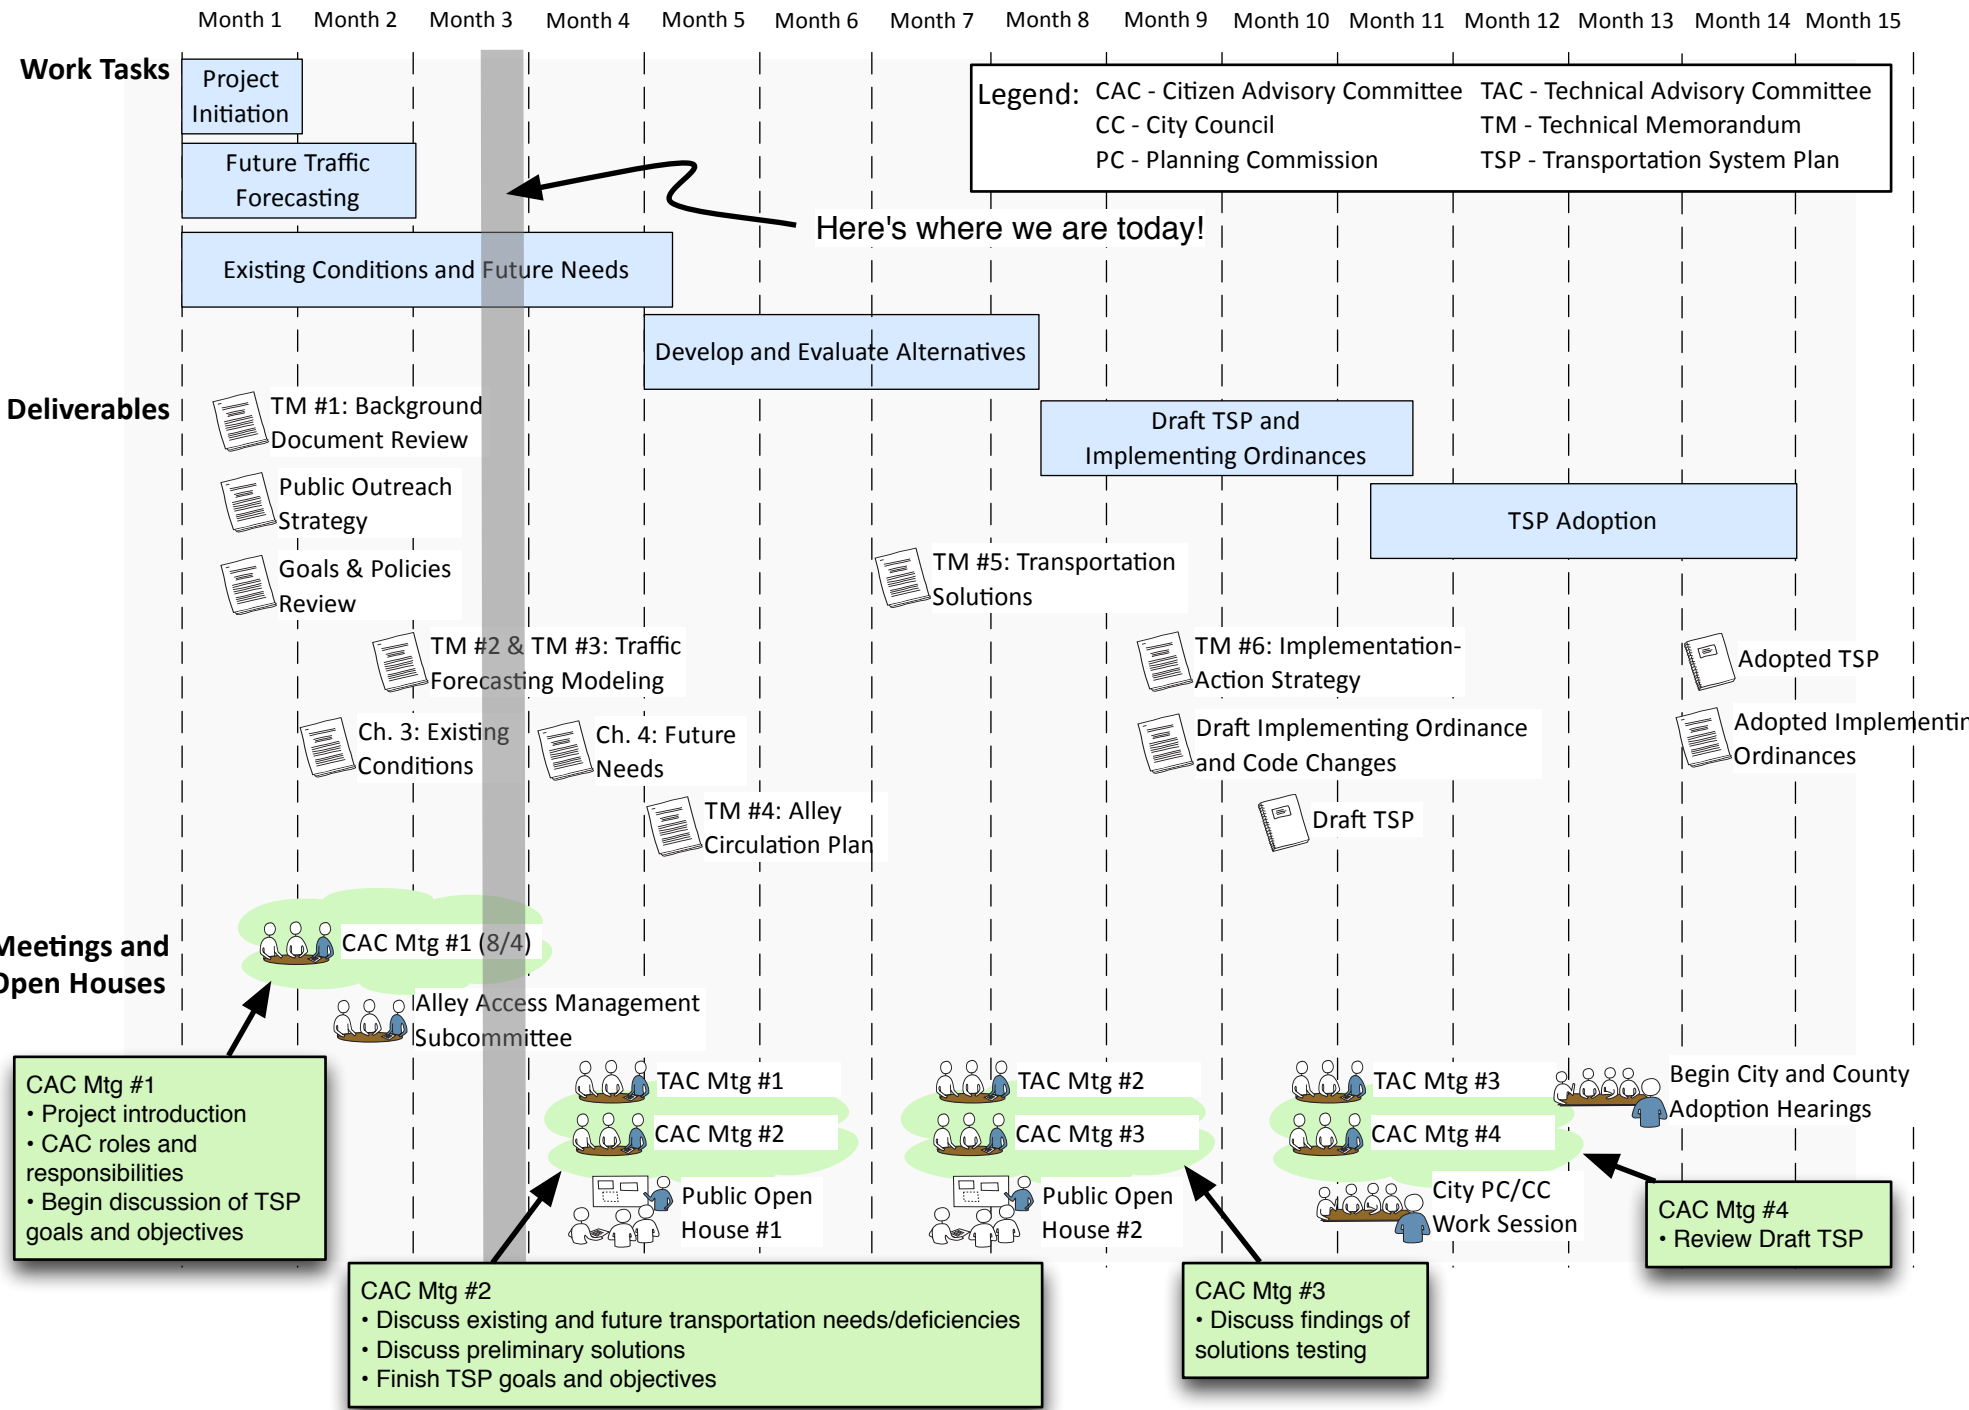 Month 1 Month 2 Month 3 Month 4 Month 5 Month 6 Month 7 Month 8 Month 9 Month 10 Month 11 Month 12 Month 13 Month 14 Month 15
Work Tasks
Project
Initiation
Legend:
CAC - Citizen Advisory Committee
CC - City Council
PC - Planning Commission
TAC - Technical Advisory Committee
TM - Technical Memorandum
TSP - Transportation System Plan
Future Traffic
Forecasting
Here's where we are today!
Existing Conditions and Future Needs
Develop and Evaluate Alternatives
Draft TSP and
Implementing Ordinances
TSP Adoption
Deliverables
TM #1: Background
Document Review
Public Outreach
Strategy
Goals & Policies
Review
TM #2 & TM #3: Traffic
Forecasting Modeling
Ch. 3: Existing
Conditions
Ch. 4: Future
Needs
TM #4: Alley
Circulation Plan
TM #5: Transportation
Solutions
TM #6: Implementation-
Action Strategy
Draft Implementing Ordinance
and Code Changes
Draft TSP
Adopted TSP
Adopted Implementin
Ordinances
Meetings and
Open Houses
CAC Mtg #1 (8/4)
Alley Access Management
Subcommittee
TAC Mtg #1
CAC Mtg #2
Public Open
House #1
TAC Mtg #2
CAC Mtg #3
Public Open
House #2
TAC Mtg #3
CAC Mtg #4
City PC/CC
Work Session
Begin City and County
Adoption Hearings
CAC Mtg #1
• Project introduction
• CAC roles and
responsibilities
• Begin discussion of TSP
goals and objectives
CAC Mtg #2
• Discuss existing and future transportation needs/deficiencies
• Discuss preliminary solutions
• Finish TSP goals and objectives
CAC Mtg #3
• Discuss findings of
solutions testing
CAC Mtg #4
• Review Draft TSP